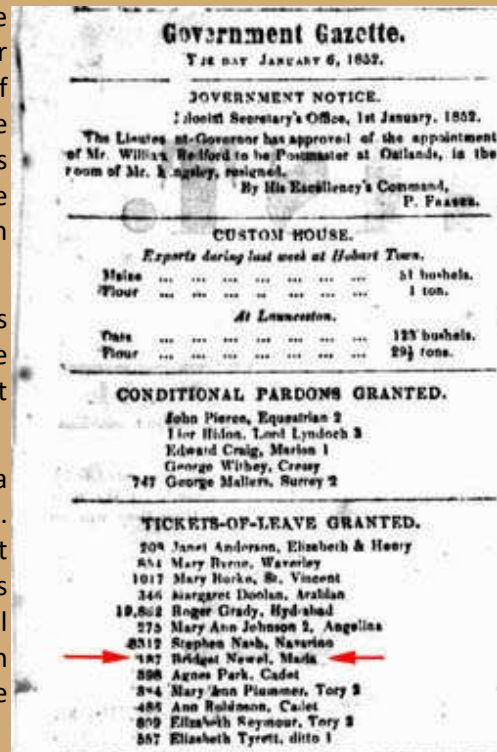 e
r
f
e
s
e
n
s
e
t
a
.
t
s
l
n
e
Government Gazette.
JANUARY 6, 1852.
GOVERNMENT NOTICE.
Secretary's Office, 1st January, 1852.
The Lieutenant-Governor has approved of the appointment
of Mr. William Bedford to be Postmaster at Oatlands, in the
room of Mr. Kingsley, resigned.
By His Excellency's Command,
P. FRASER.
CUSTOM HOUSE.
Exports during last week at Hobart Town.
Maize ... ... ... ... ... ... ... 51 bushels.
Flour ... ... ... ... ... ... ... 1 ton.
At Launceston.
Oats ... ... ... ... ... ... ... bushels.
Flour ... ... ... ... ... ... ... 29½ tons.
CONDITIONAL PARDONS GRANTED.
John Pierce, Equestrian 2
Lord Lyndoch 3
Edward Craig, Marion 1
George Withey, Cressy
747 George Mallers, Surrey 2
TICKETS-OF-LEAVE GRANTED.
Janet Anderson, Elizabeth & Henry
Mary Byrne, Waverley
1017 Mary Burke, St. Vincent
346 Margaret Doolan, Arabian
Roger Grady, Hydrabad
275 Mary Ann Johnson 2, Angelina
8312 Stephen Nash, Navarino
187 Bridget Newel, Maria
398 Agnes Park, Cadet
Mary Ann Plummer, Tory 2
486 Ann Robinson, Cadet
Elizabeth Seymour, Tory 2
557 Elizabeth Tyrett, ditto 1